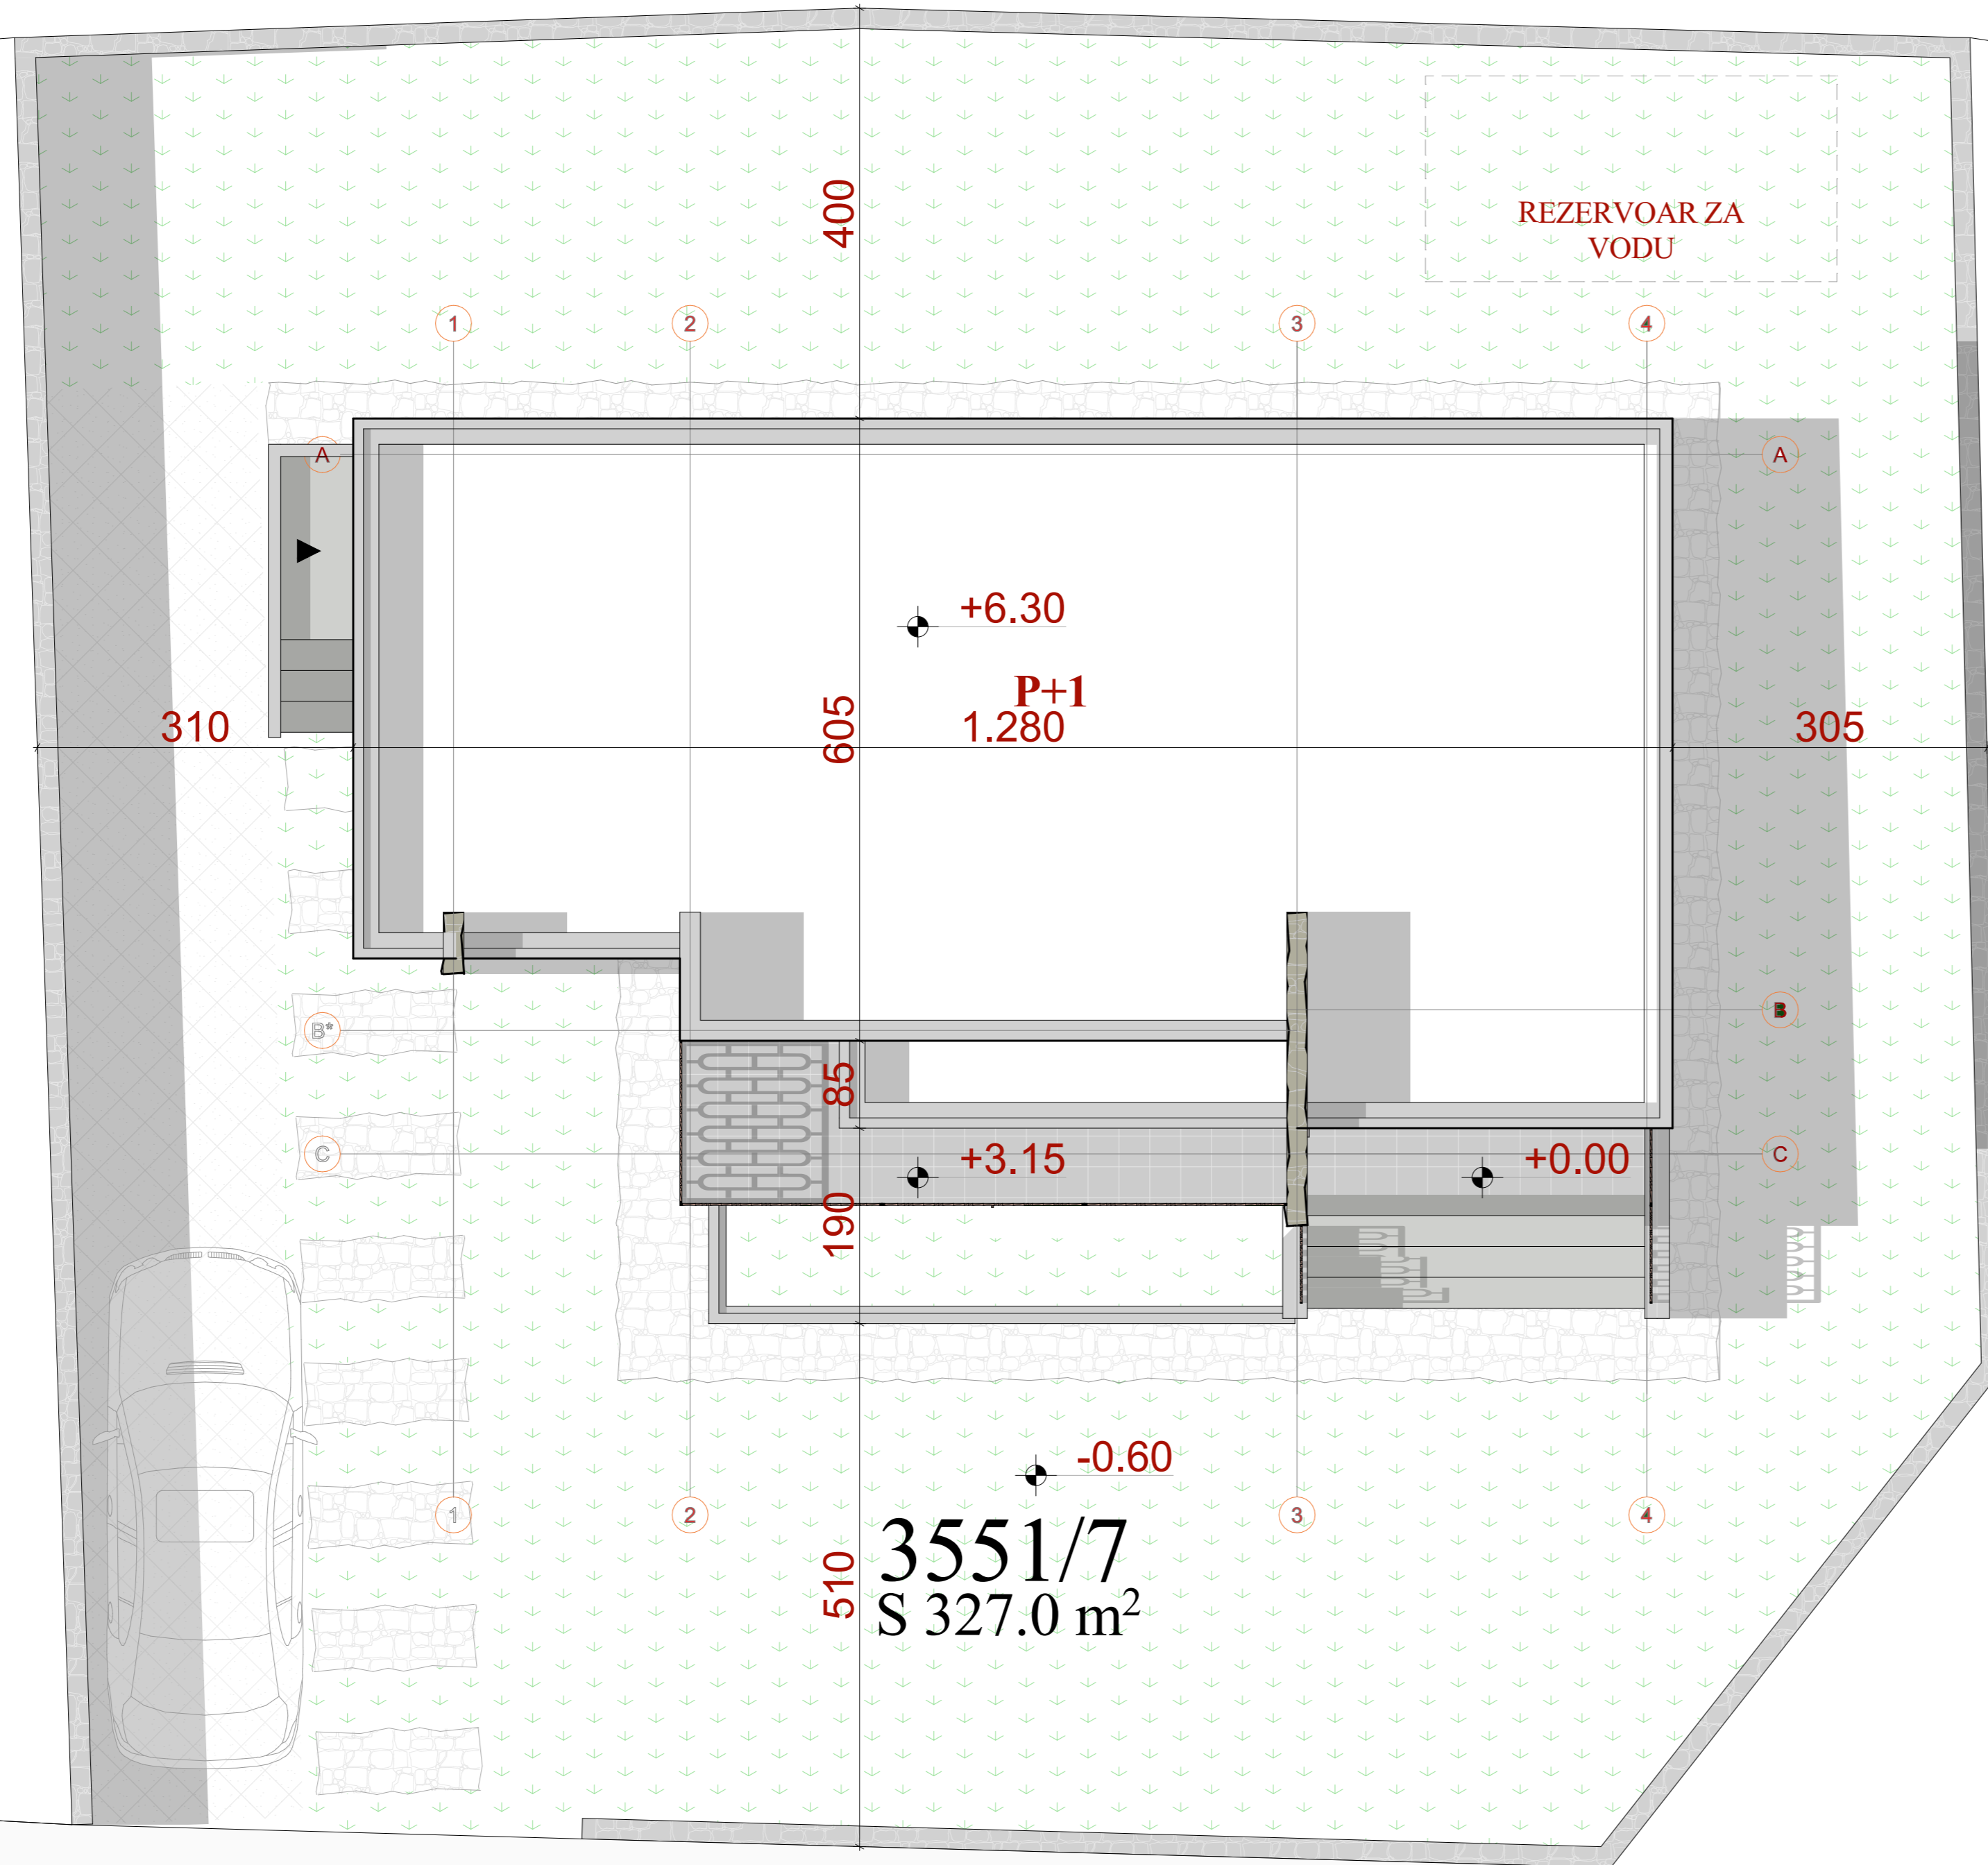 400
REZERVOAR ZA
VODU
1
2
3
4
A
A
+6.30
P+1
310
605
1.280
305
B*
B
85
C
+3.15
+0.00
C
190
-0.60
1
2
3
4
3551/7
510
S 327.0 m²